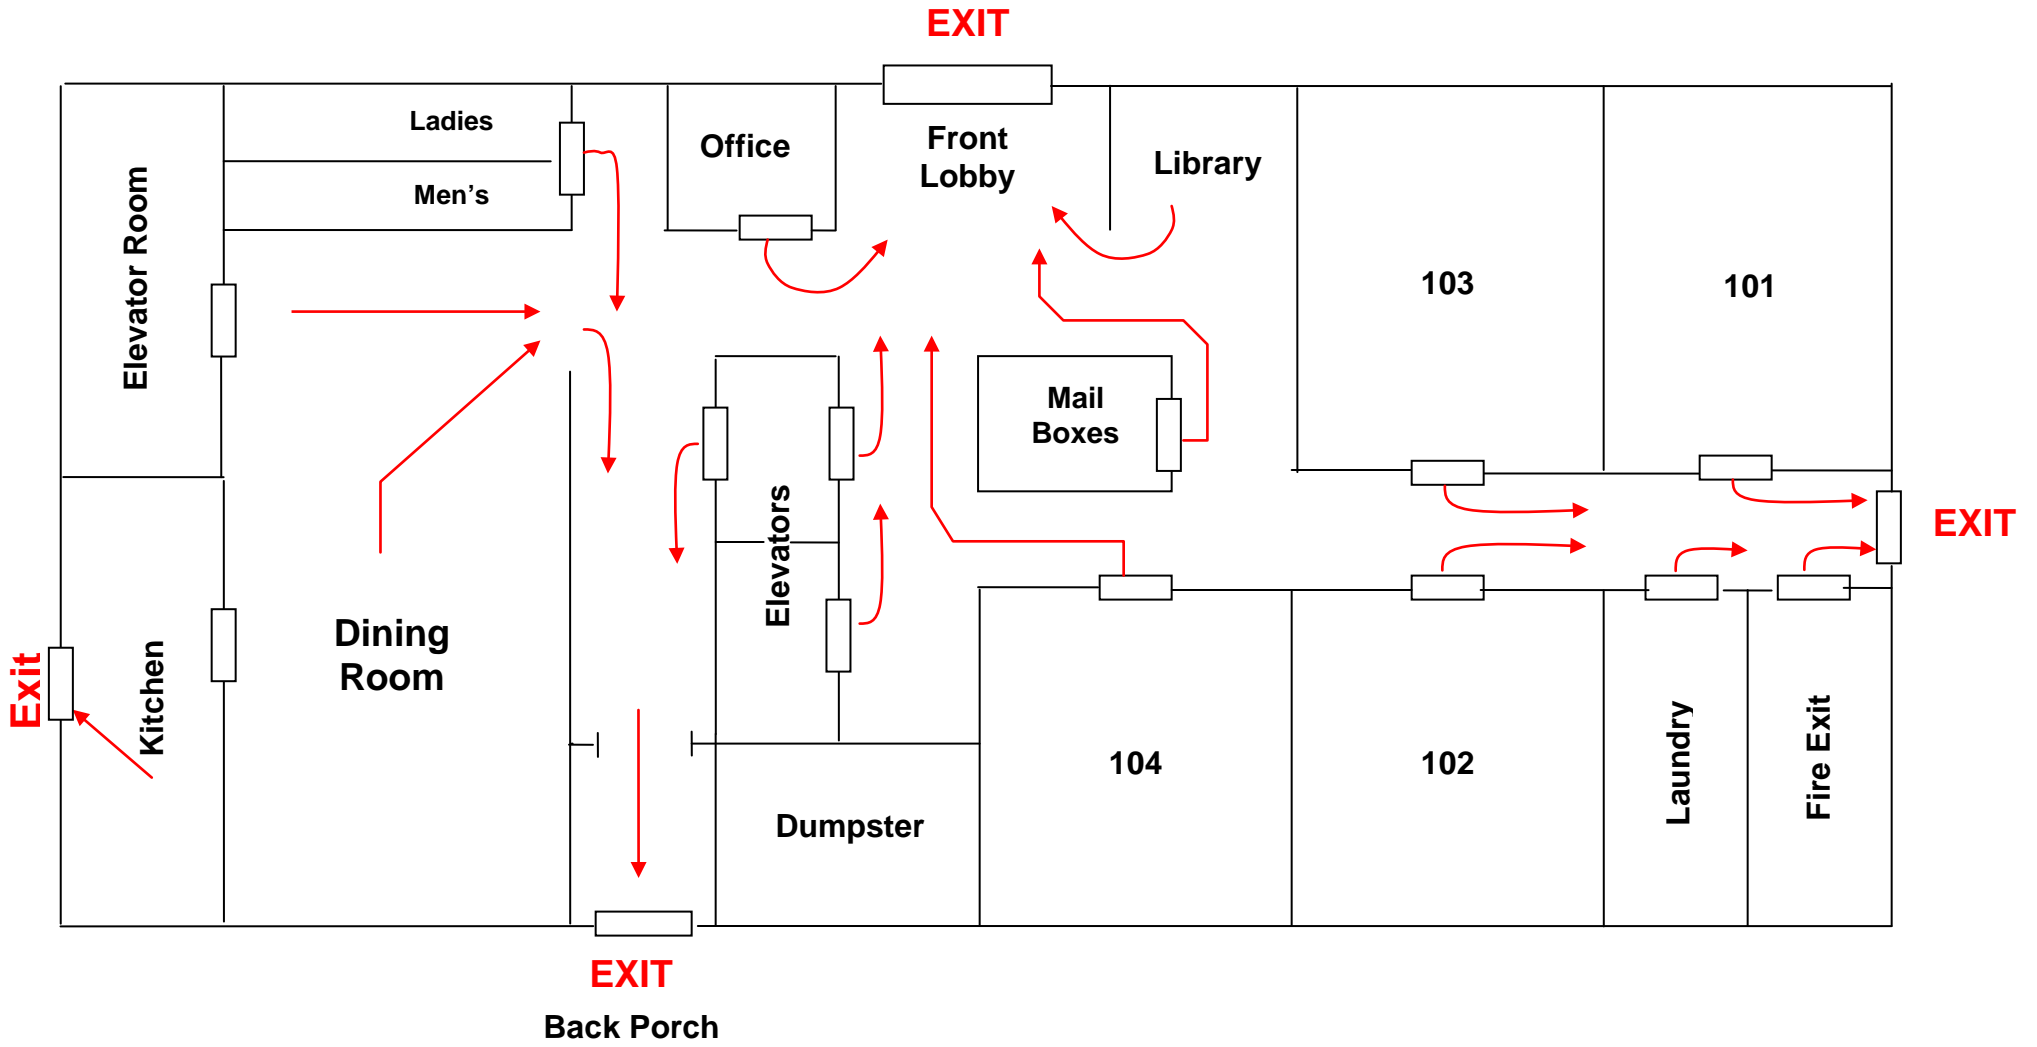 EXIT
Ladies
Men's
Office
Front
Lobby
Library
Elevator Room
103
101
Mail
Boxes
Elevators
EXIT
Dining
Room
Exit
Kitchen
104
102
Laundry
Fire Exit
Dumpster
EXIT
Back Porch